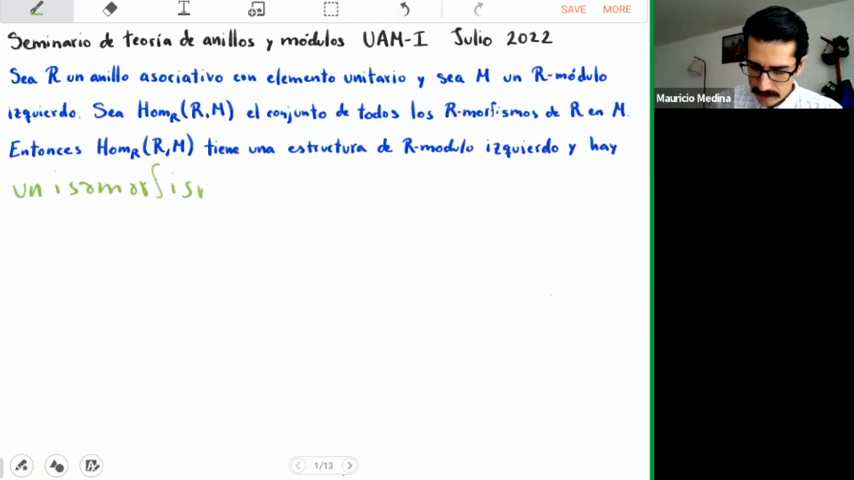 SAVE MORE
Seminario de teoría de anillos y módulos UAM-I Julio 2022
Sea R un anillo asociativo con elemento unitario y sea M un R-módulo
izquierdo. Sea HomR(R,M) el conjunto de todos los R-morfismos de R en M.
Entonces HomR(R,M) tiene una estructura de R-modulo izquierdo y hay
un isomorfis
Mauricio Medina
1/13